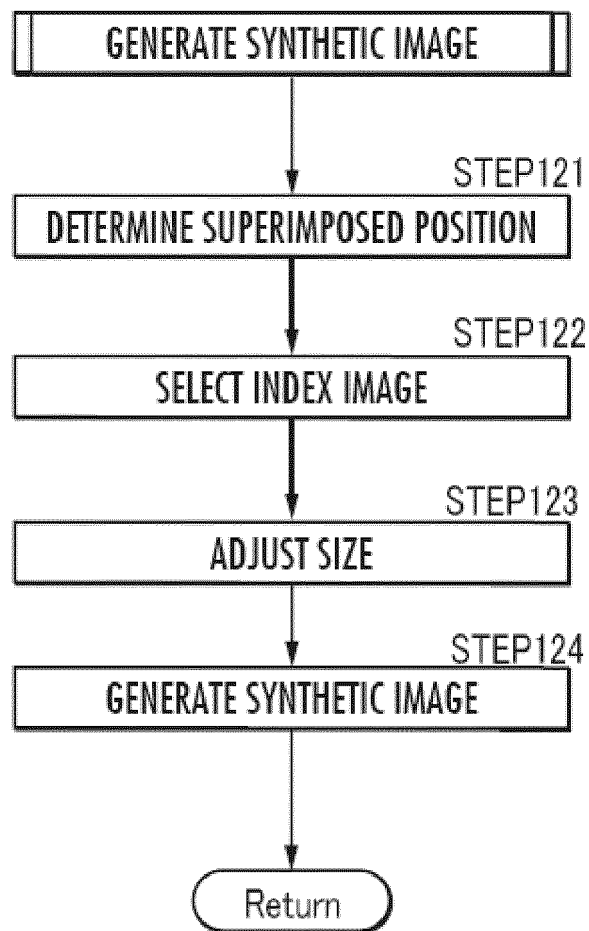 GENERATE SYNTHETIC IMAGE
STEP121
DETERMINE SUPERIMPOSED POSITION
STEP122
SELECT INDEX IMAGE
STEP123
ADJUST SIZE
STEP124
GENERATE SYNTHETIC IMAGE
Return